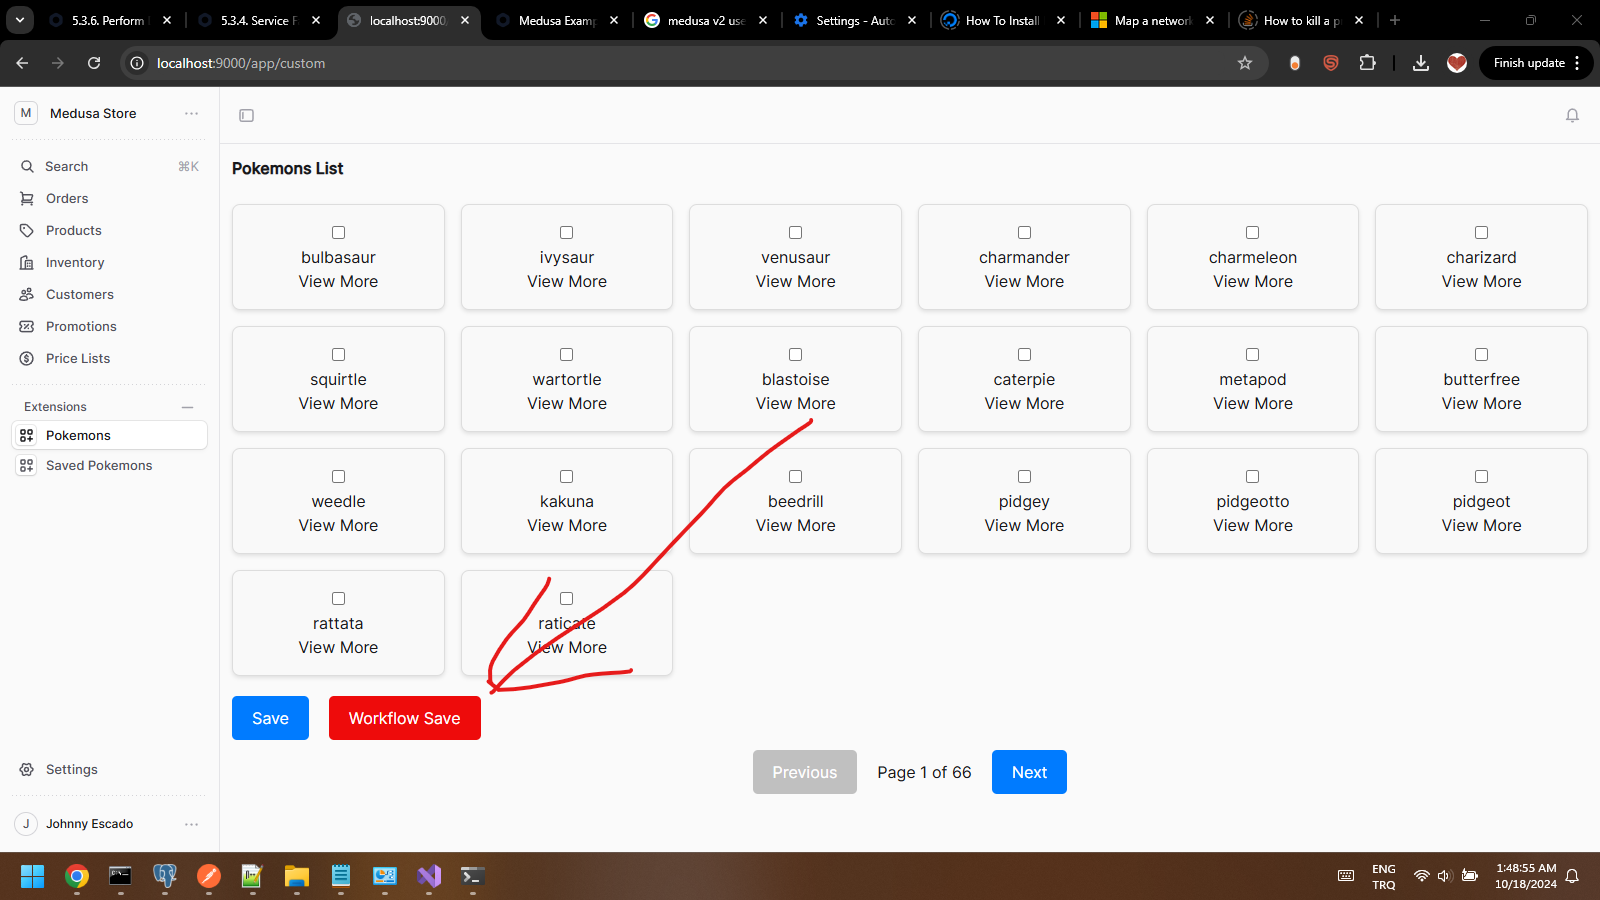 5.3.6. Perform
5.3.4. Service F
localhost:9000/
Medusa Examp
medusa v2 use
Settings - Auto
How To Install
Map a network
How to kill a p
localhost:9000/app/custom
Finish update
M Medusa Store
Search ⌘K
Orders
Products
Inventory
Customers
Promotions
Price Lists
Extensions
Pokemons
Saved Pokemons
Settings
J Johnny Escado
Pokemons List
bulbasaur
View More
ivysaur
View More
venusaur
View More
charmander
View More
charmeleon
View More
charizard
View More
squirtle
View More
wartortle
View More
blastoise
View More
caterpie
View More
metapod
View More
butterfree
View More
weedle
View More
kakuna
View More
beedrill
View More
pidgey
View More
pidgeotto
View More
pidgeot
View More
rattata
View More
raticate
View More
Save
Workflow Save
Previous
Page 1 of 66
Next
ENG
TRQ
1:48:55 AM
10/18/2024